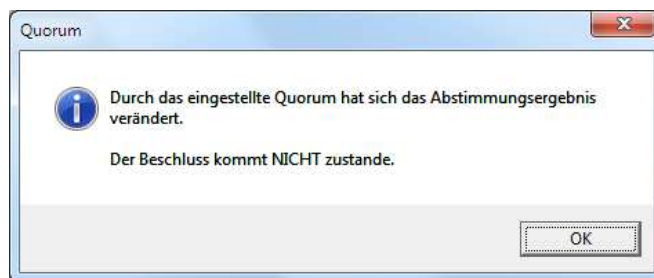 Quorum
Durch das eingestellte Quorum hat sich das Abstimmungsergebnis
verändert.
Der Beschluss kommt NICHT zustande.
OK